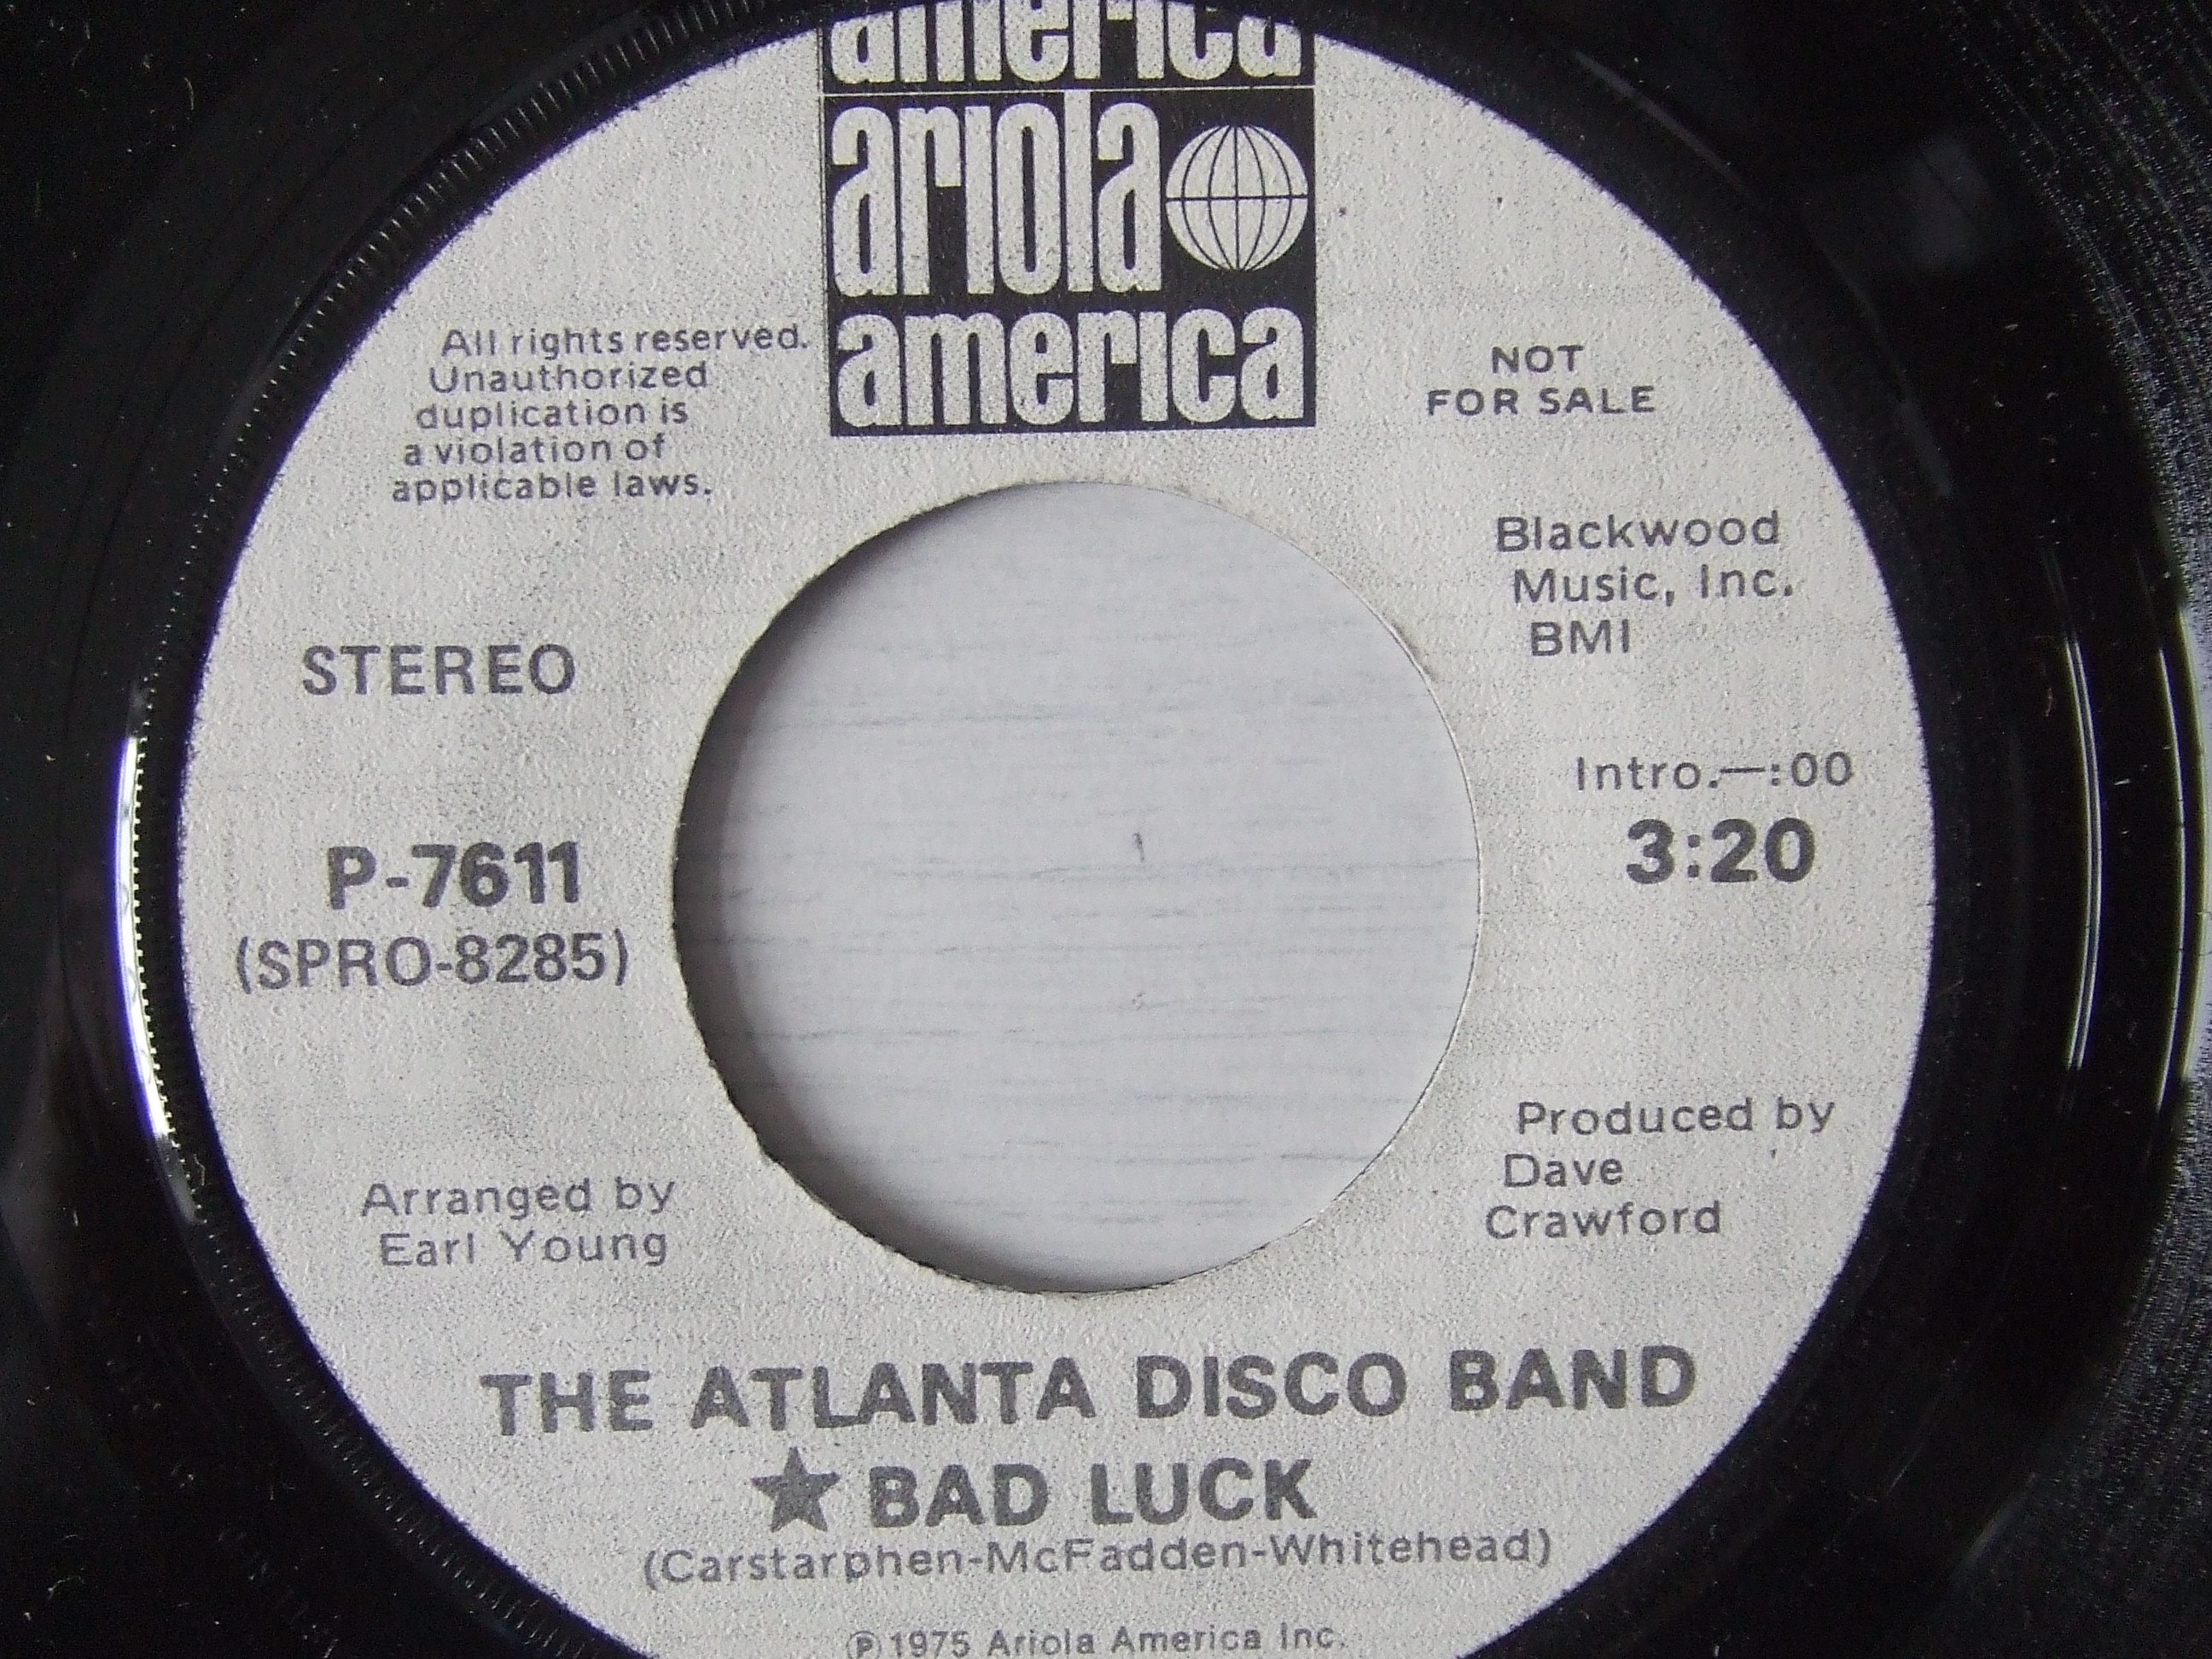 america
ariola
america
All rights reserved.
Unauthorized
duplication is
a violation of
applicable laws.
NOT
FOR SALE
Blackwood
Music, Inc.
BMI
STEREO
Intro.—:00
3:20
P-7611
(SPRO-8285)
Produced by
Dave
Crawford
Arranged by
Earl Young
THE ATLANTA DISCO BAND
★ BAD LUCK
(Carstarphen-McFadden-Whitehead)
℗ 1975 Ariola America Inc.